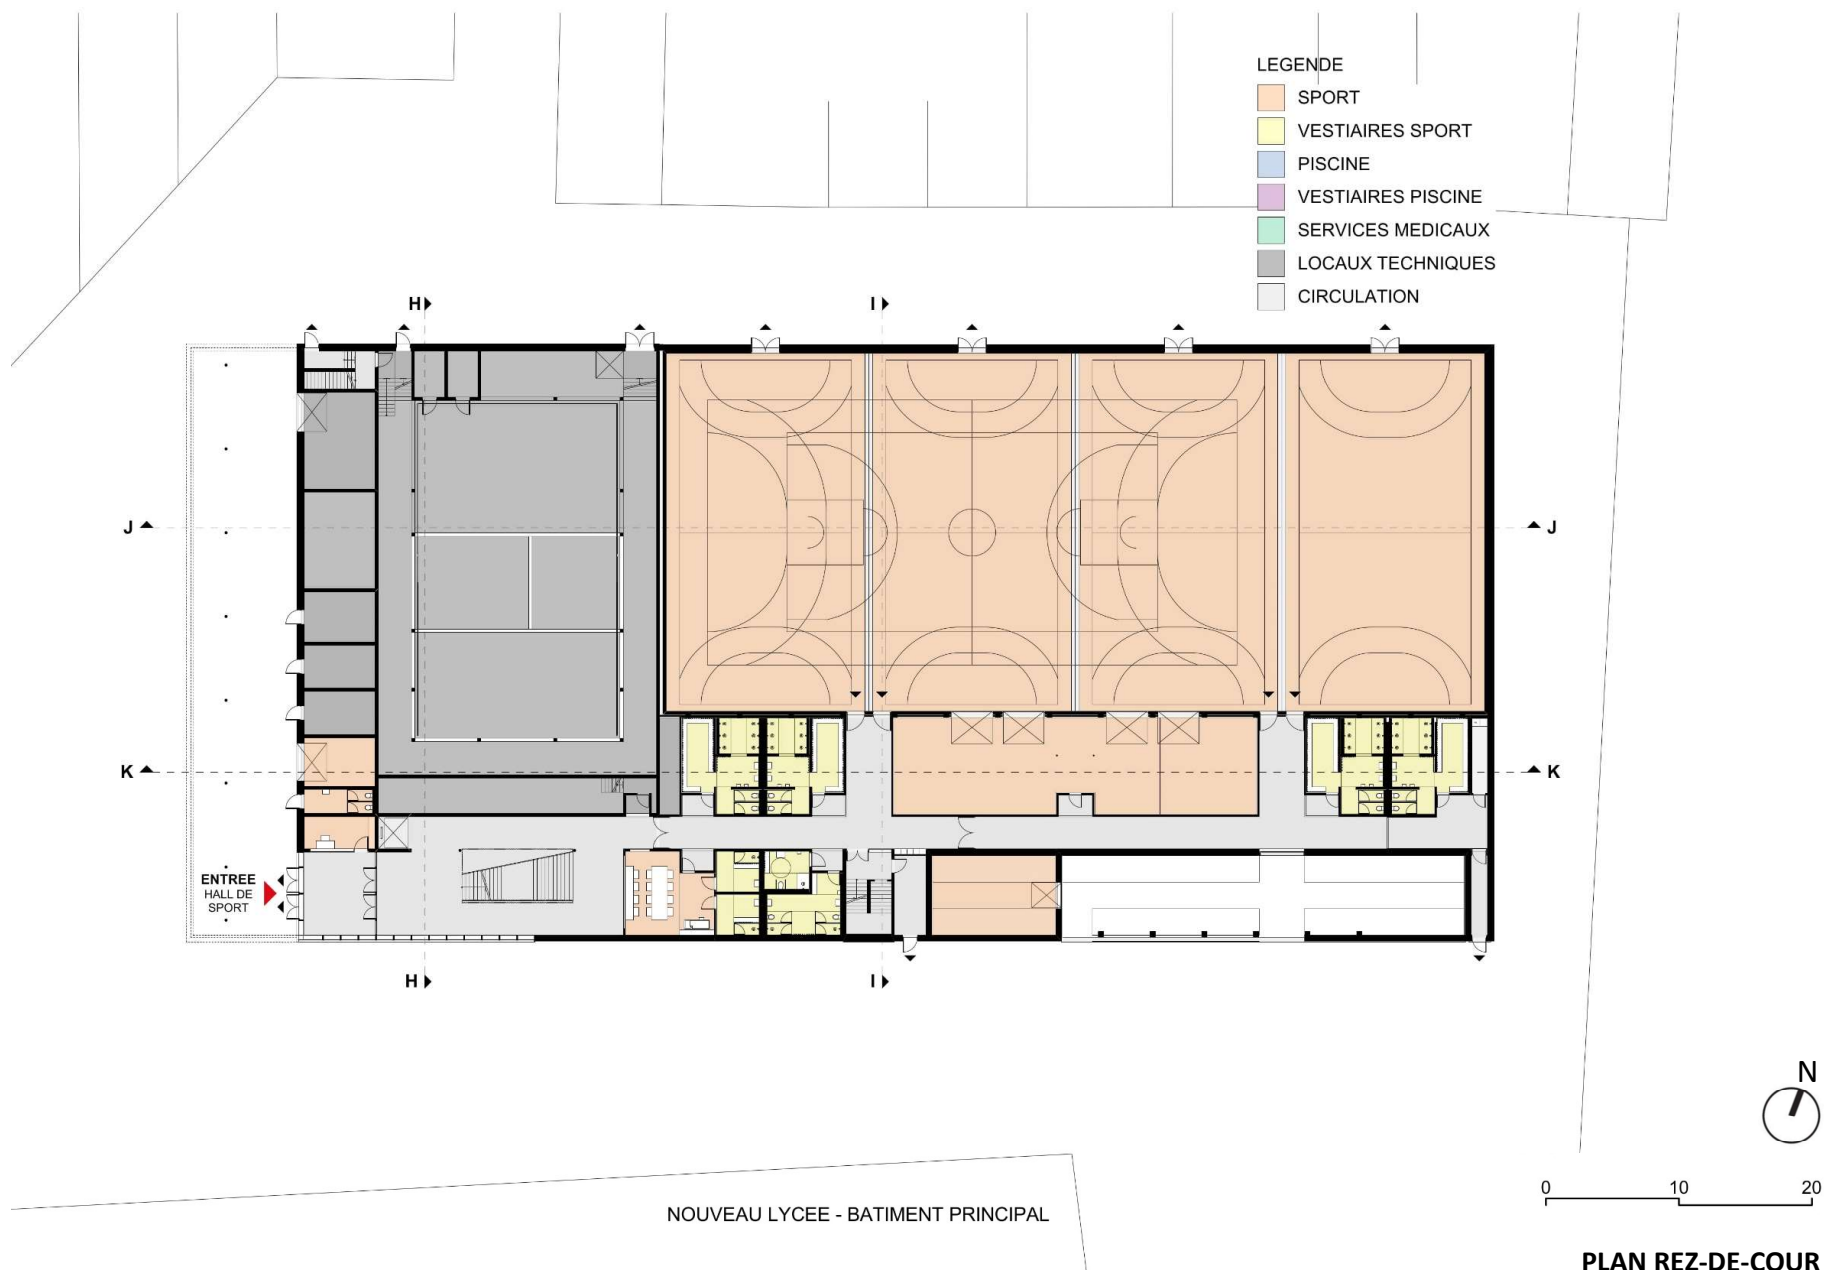 LEGENDE
SPORT
VESTIAIRES SPORT
PISCINE
VESTIAIRES PISCINE
SERVICES MEDICAUX
LOCAUX TECHNIQUES
CIRCULATION
H
I
J
J
K
K
ENTREE
HALL DE
SPORT
H
I
N
0 10 20
NOUVEAU LYCEE - BATIMENT PRINCIPAL
PLAN REZ-DE-COUR